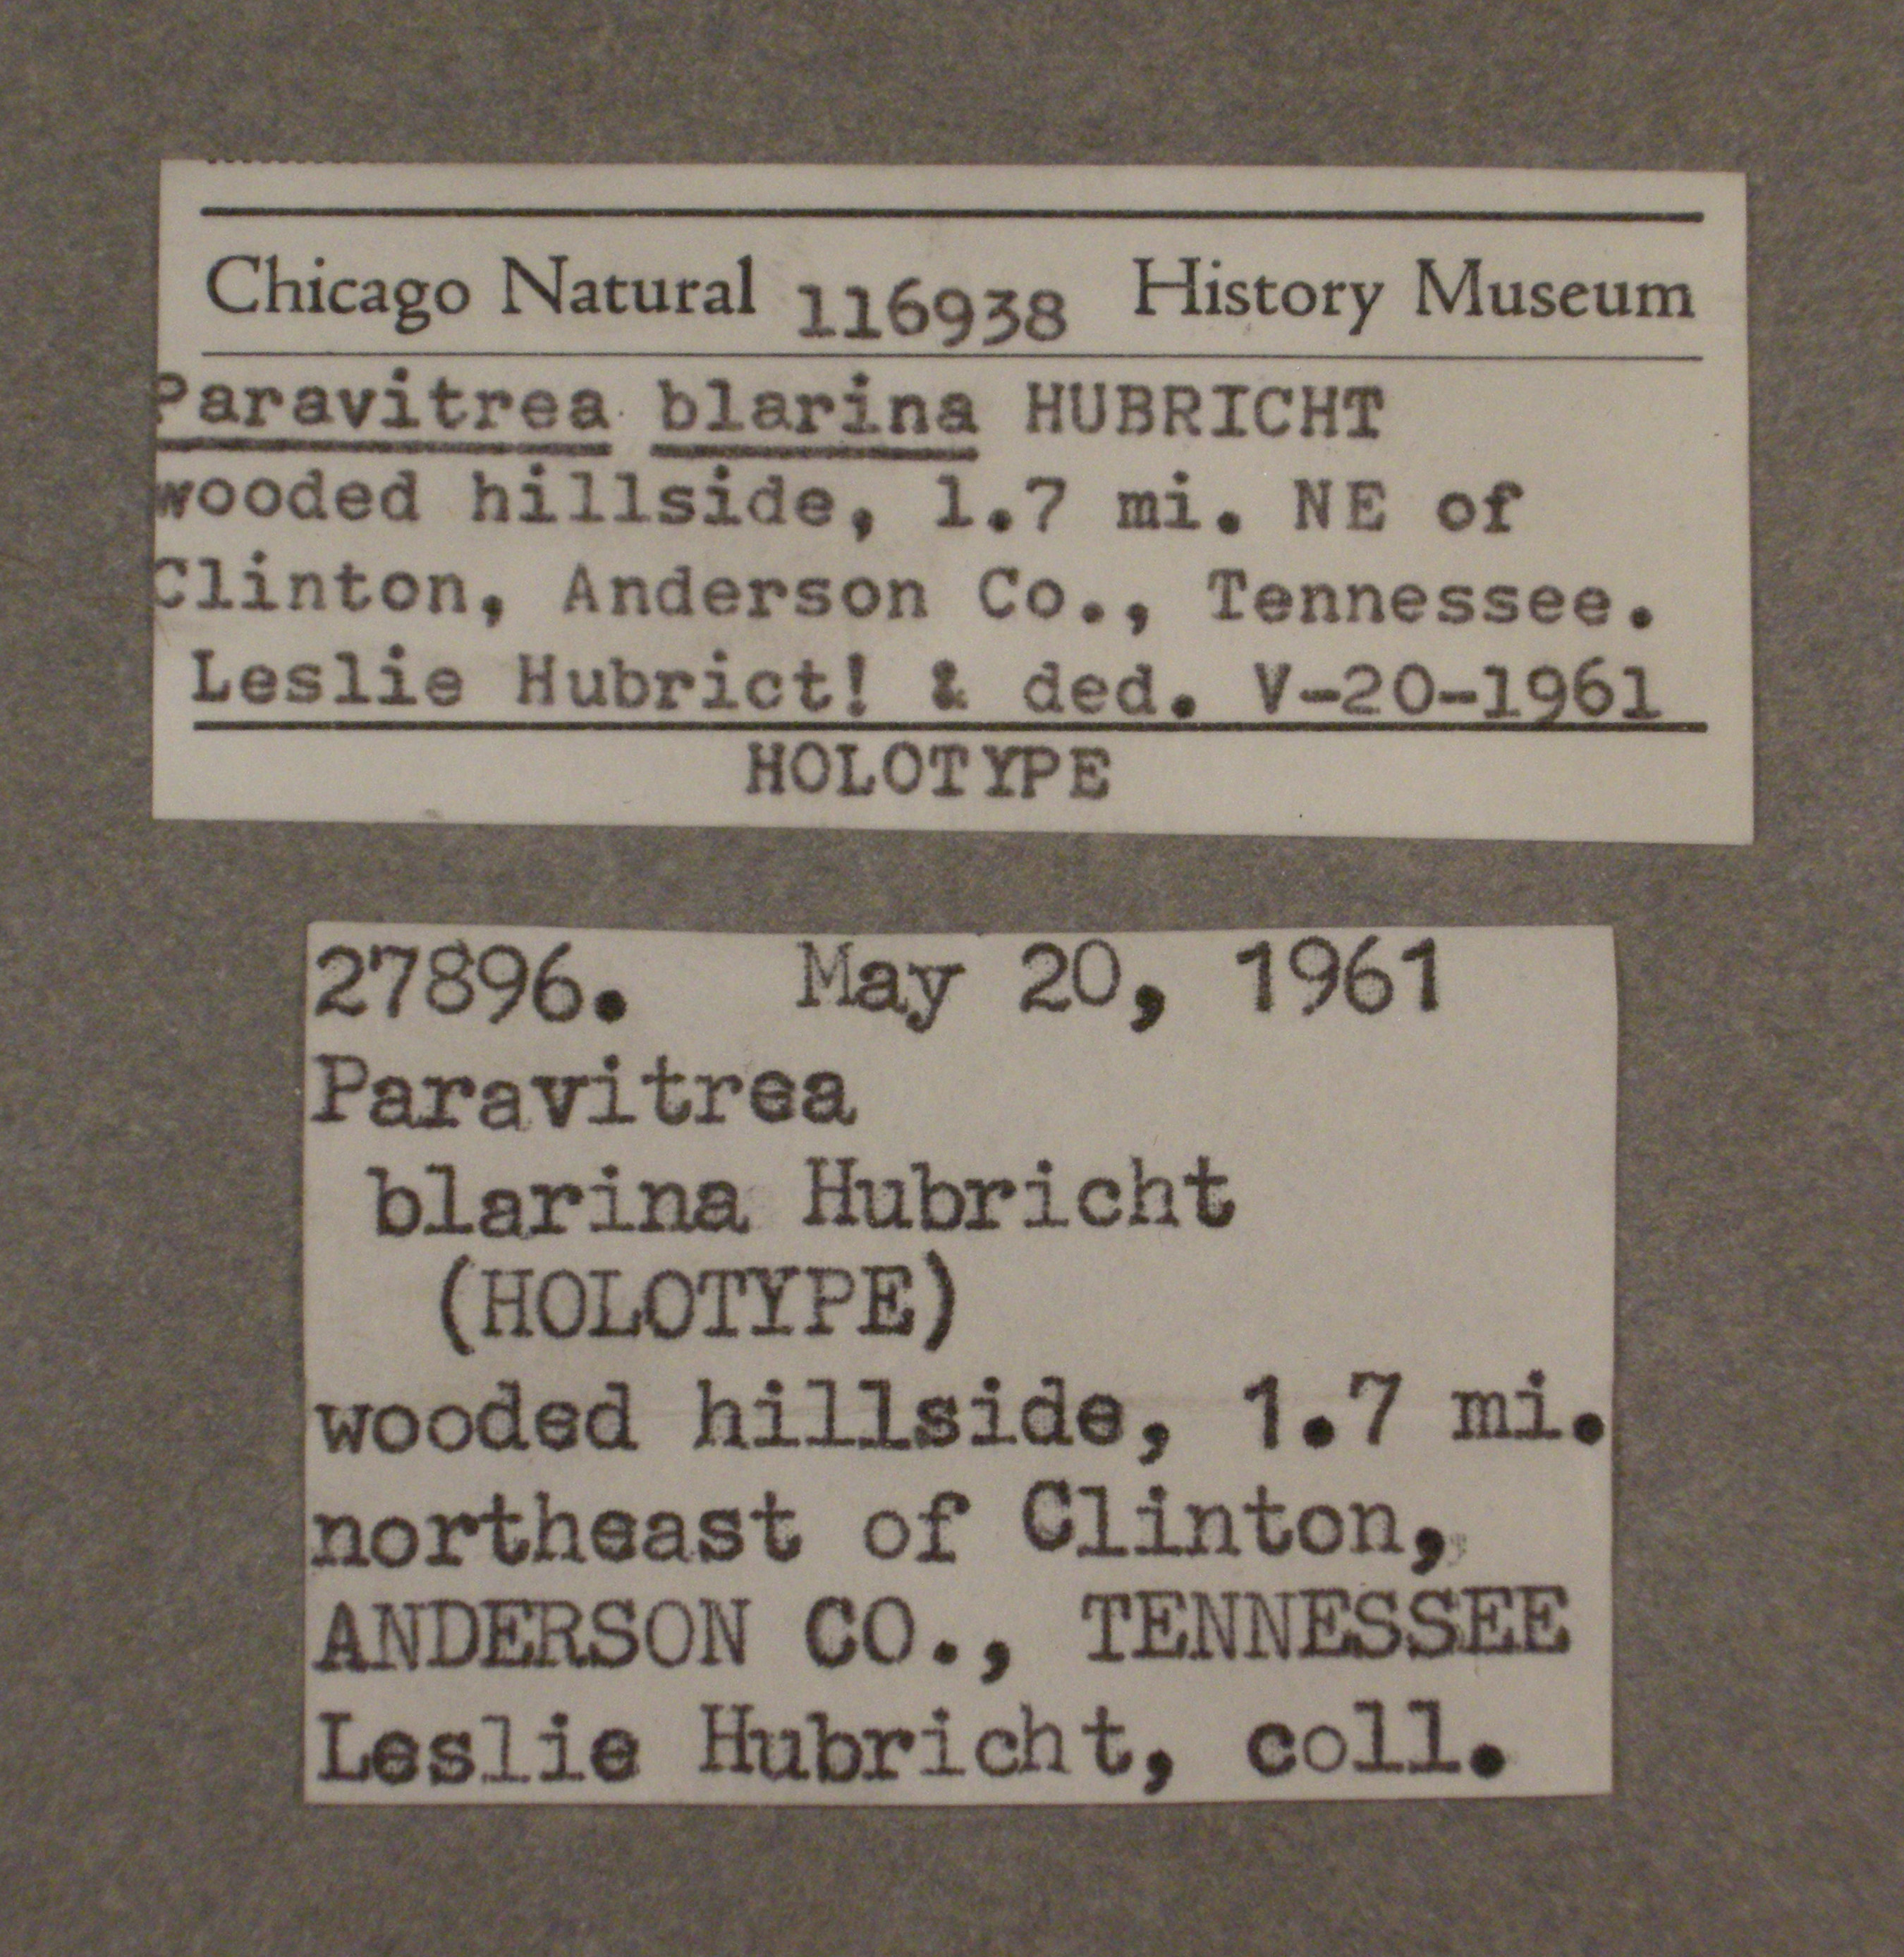 Chicago Natural 116938 History Museum
Paravitrea blarina HUBRICHT
wooded hillside, 1.7 mi. NE of
Clinton, Anderson Co., Tennessee.
Leslie Hubrict! & ded. V-20-1961
HOLOTYPE
27896. May 20, 1961
Paravitrea
blarina Hubricht
(HOLOTYPE)
wooded hillside, 1.7 mi.
northeast of Clinton,
ANDERSON CO., TENNESSEE
Leslie Hubricht, coll.